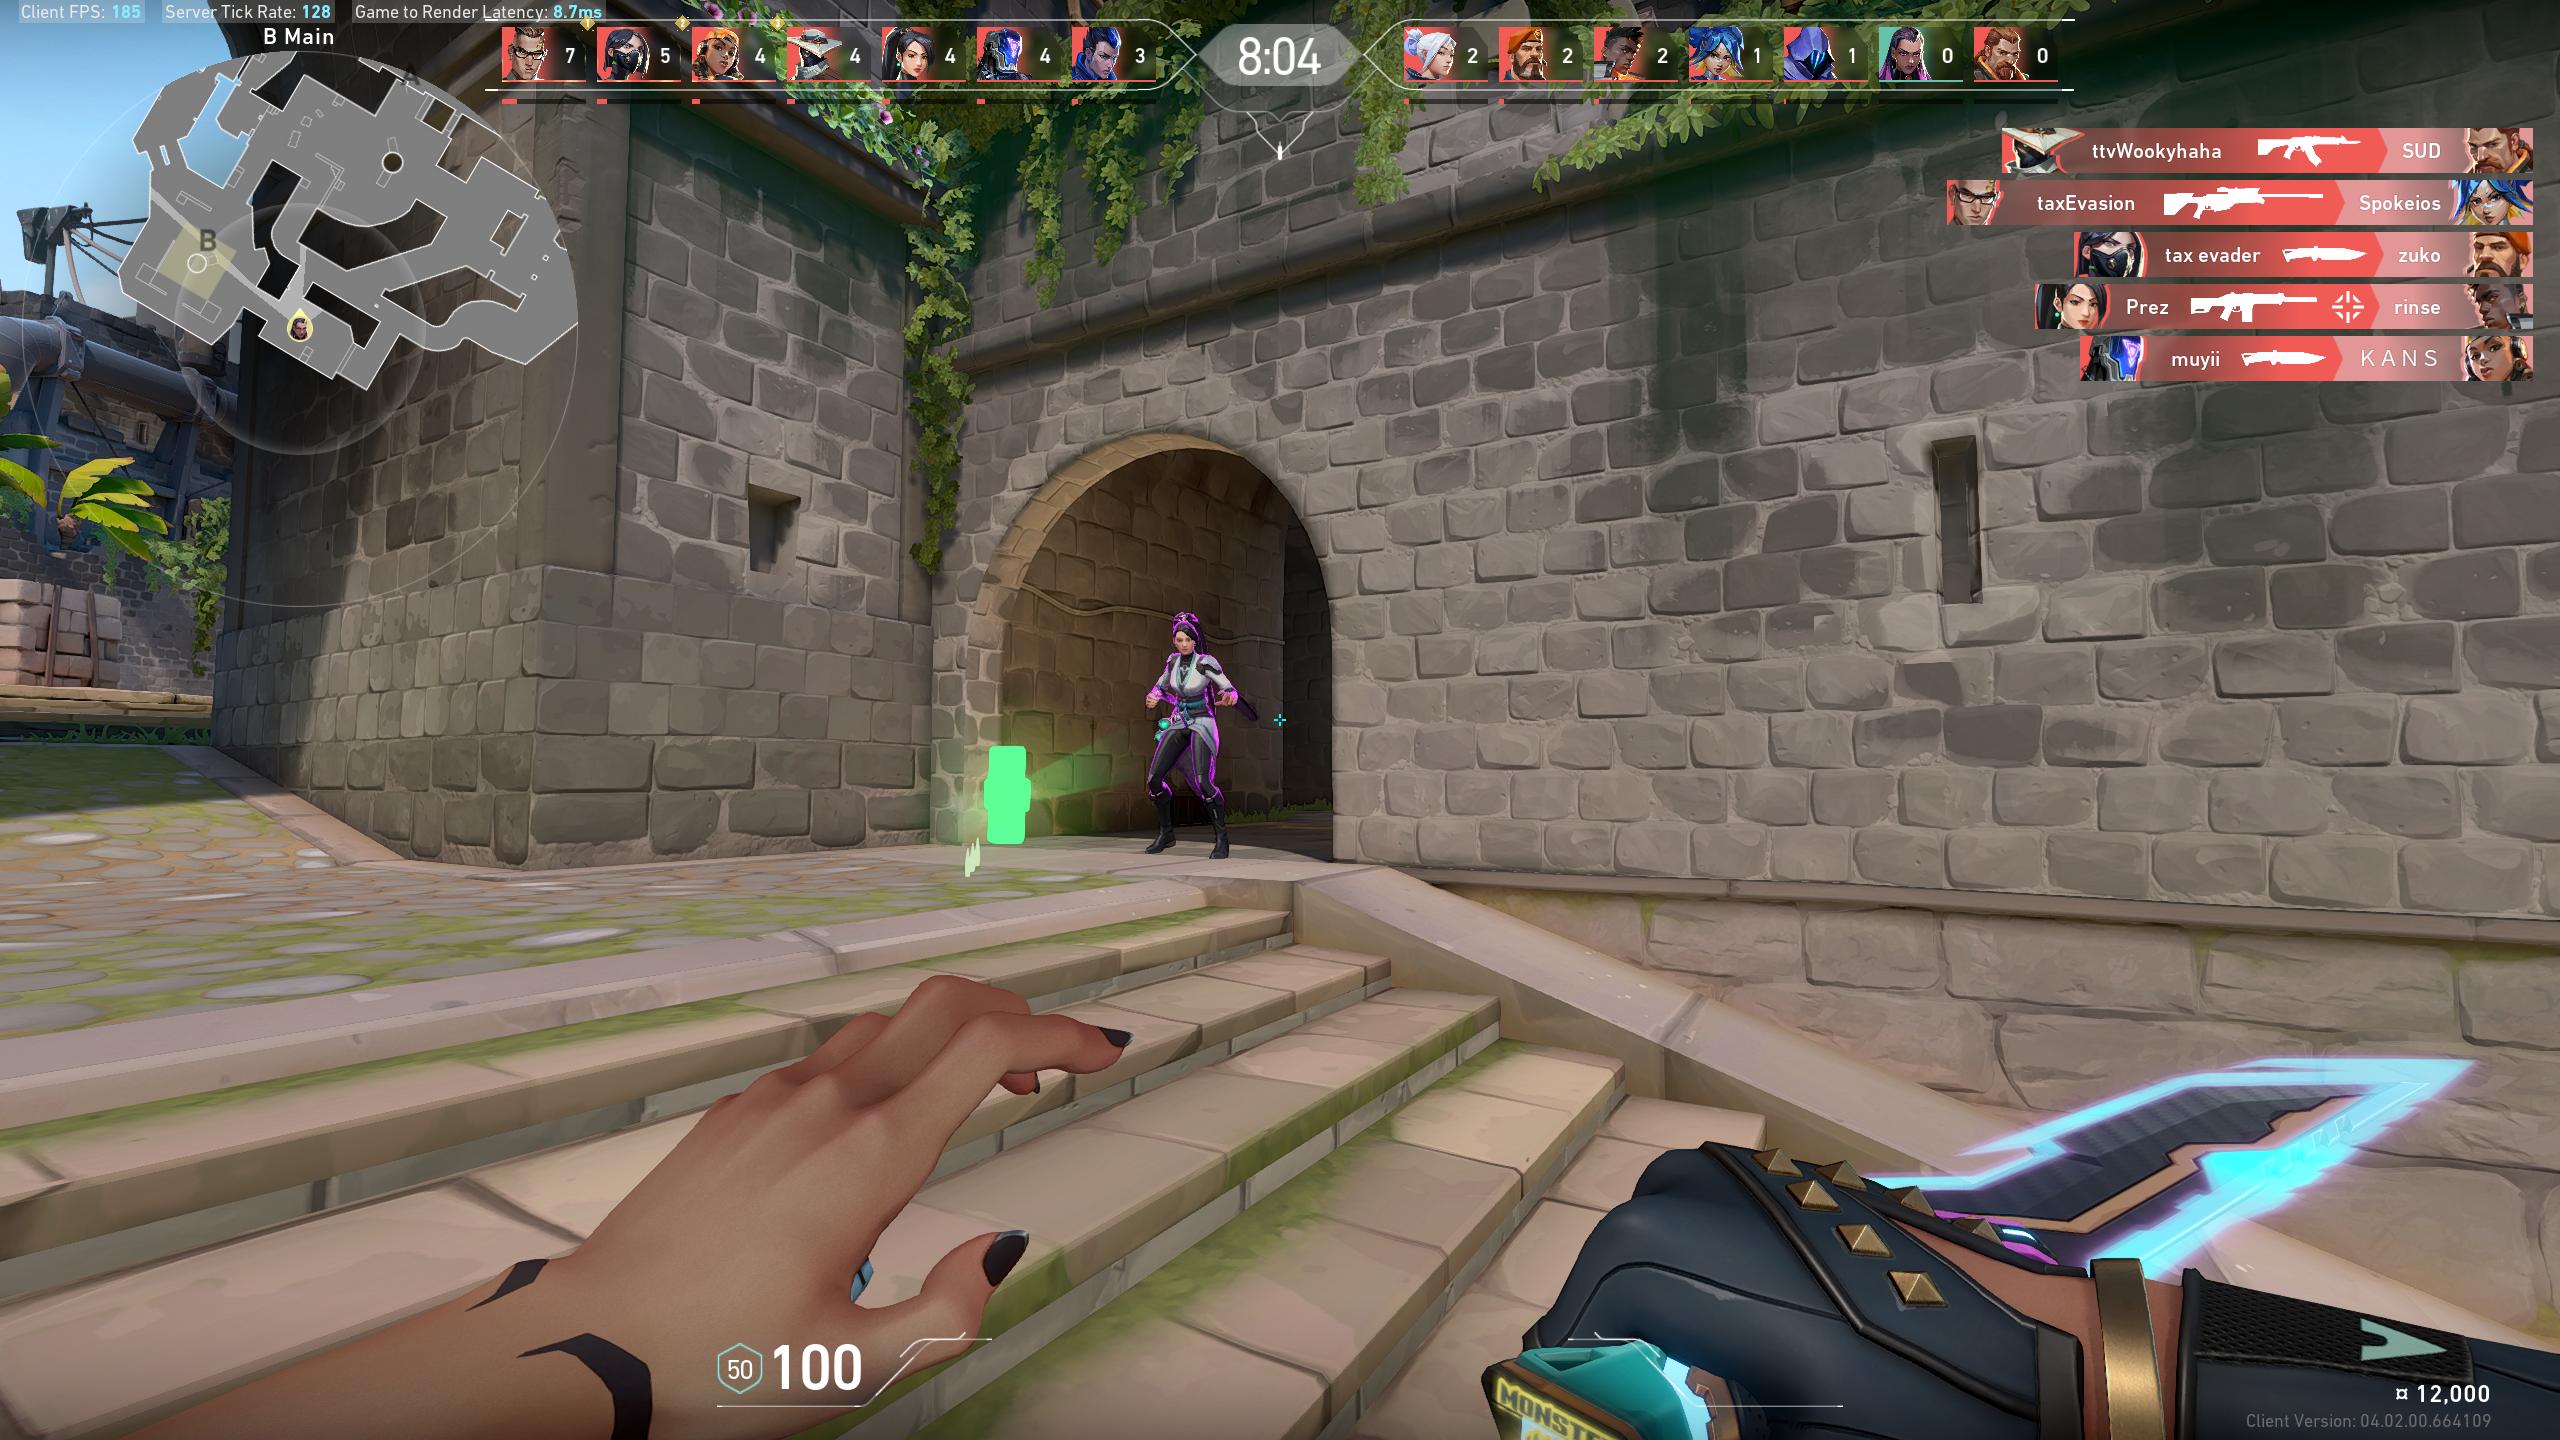 Client FPS: 185 Server Tick Rate: 128 Game to Render Latency: 8.7ms
B Main
7 5 4 4 4 4 3 8:04 2 2 2 1 1 0 0
A
B
ttvWookyhaha SUD
taxEvasion Spokeios
tax evader zuko
Prez rinse
muyii KANS
50 100
MONSTE
¤ 12,000
Client Version: 04.02.00.664109